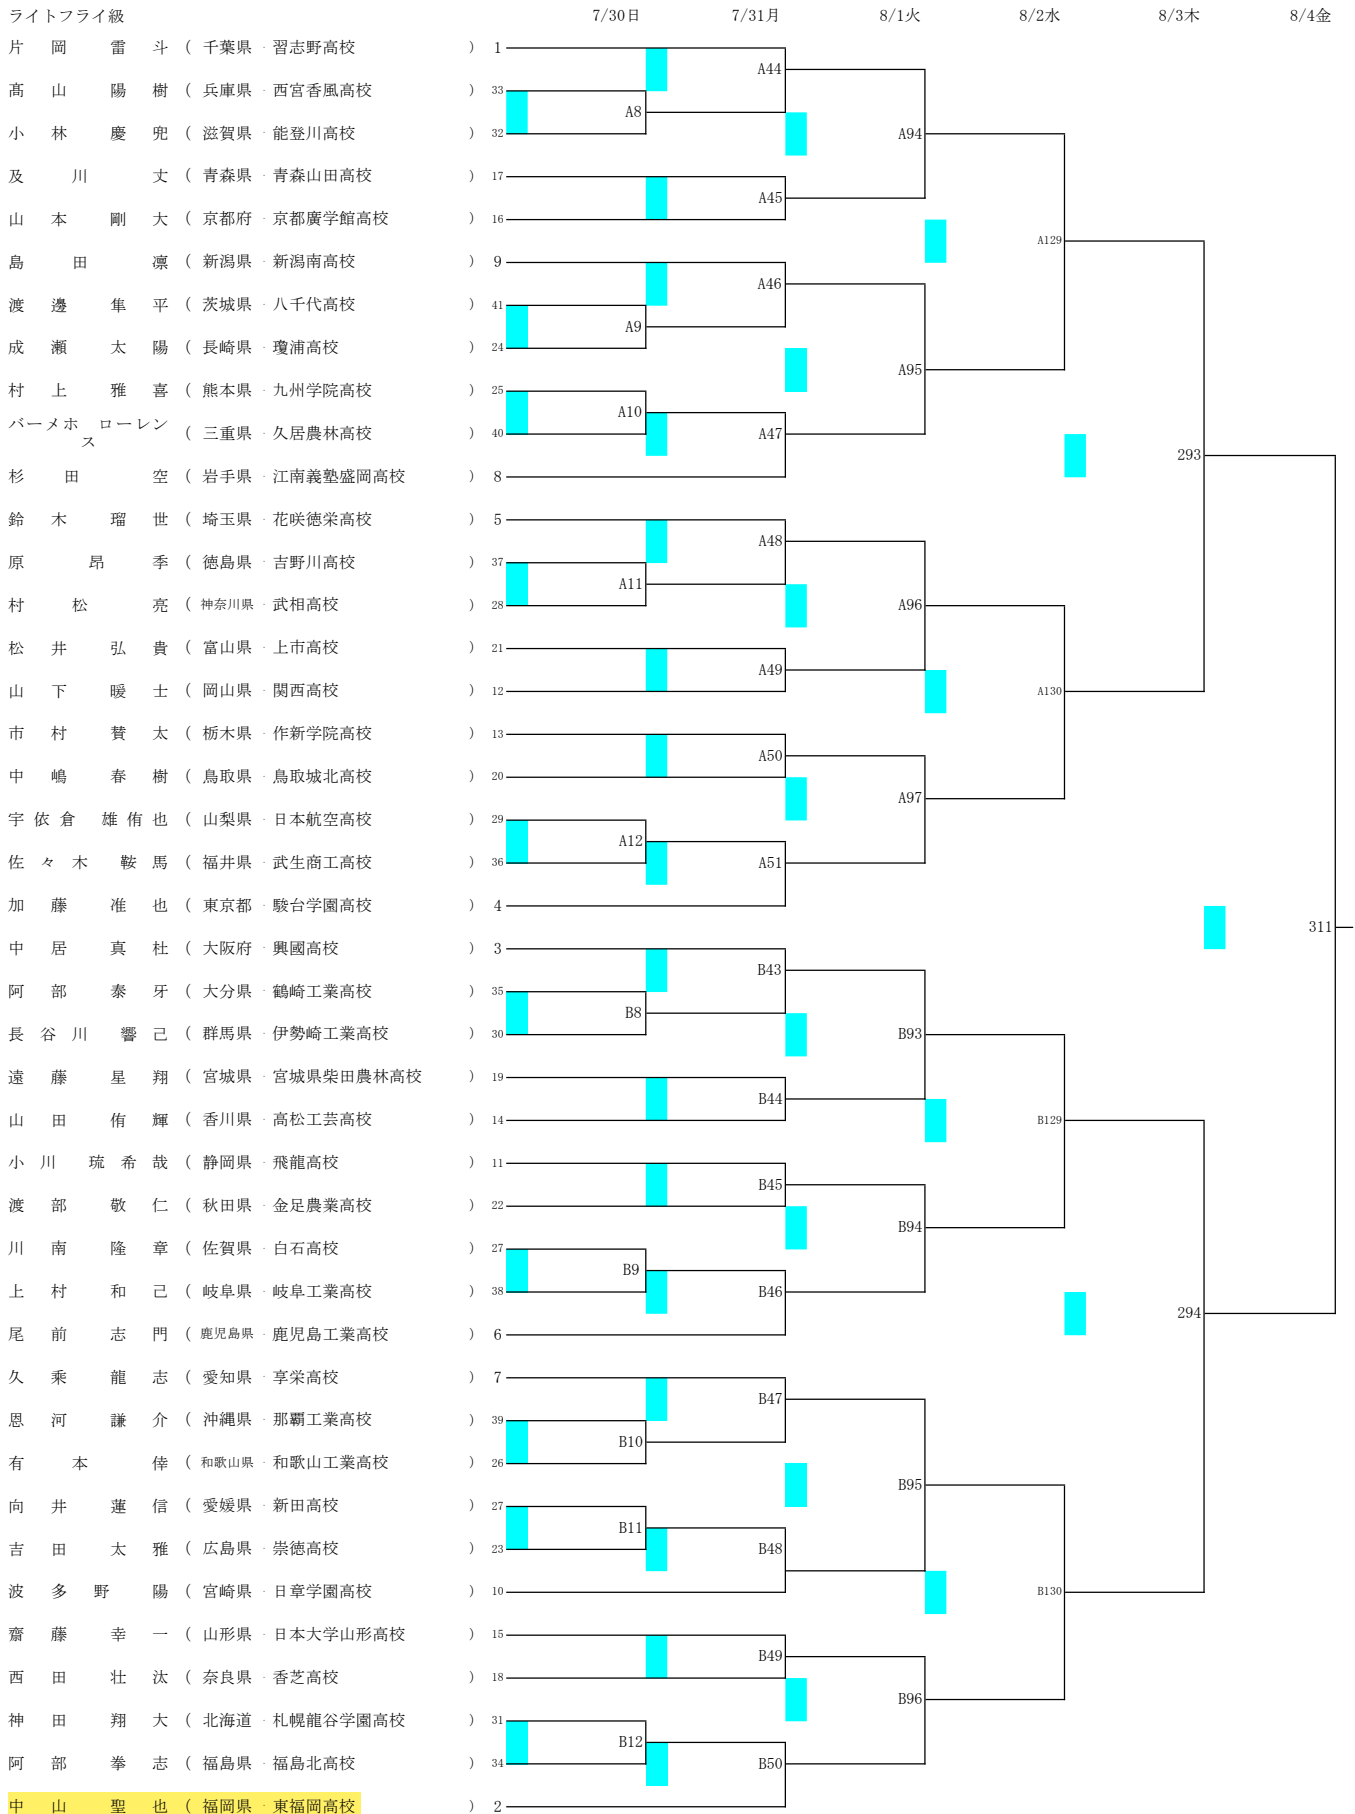 ライトフライ級 7/30日 7/31月 8/1火 8/2水 8/3木 8/4金
片岡 雷斗 ( 千葉県 · 習志野高校 ) 1
A44
髙山 陽樹 ( 兵庫県 · 西宮香風高校 ) 33
A8
小林 慶兜 ( 滋賀県 · 能登川高校 ) 32
A94
及川 丈 ( 青森県 · 青森山田高校 ) 17
A45
山本 剛大 ( 京都府 · 京都廣学館高校 ) 16
A129
島田 凛 ( 新潟県 · 新潟南高校 ) 9
A46
渡邊 隼平 ( 茨城県 · 八千代高校 ) 41
A9
成瀬 太陽 ( 長崎県 · 瓊浦高校 ) 24
A95
村上 雅喜 ( 熊本県 · 九州学院高校 ) 25
A10
バーメホ ローレン
ス
( 三重県 · 久居農林高校 ) 40
A47
293
杉田 空 ( 岩手県 · 江南義塾盛岡高校 ) 8
鈴木 瑠世 ( 埼玉県 · 花咲徳栄高校 ) 5
A48
原 昂季 ( 徳島県 · 吉野川高校 ) 37
A11
村松 亮 ( 神奈川県 · 武相高校 ) 28
A96
松井 弘貴 ( 富山県 · 上市高校 ) 21
A49
山下 暖士 ( 岡山県 · 関西高校 ) 12
A130
市村 賛太 ( 栃木県 · 作新学院高校 ) 13
A50
中嶋 春樹 ( 鳥取県 · 鳥取城北高校 ) 20
A97
宇依倉 雄侑也 ( 山梨県 · 日本航空高校 ) 29
A12
佐々木 鞍馬 ( 福井県 · 武生商工高校 ) 36
A51
加藤 准也 ( 東京都 · 駿台学園高校 ) 4
311
中居 真杜 ( 大阪府 · 興國高校 ) 3
B43
阿部 泰牙 ( 大分県 · 鶴崎工業高校 ) 35
B8
長谷川 響己 ( 群馬県 · 伊勢崎工業高校 ) 30
B93
遠藤 星翔 ( 宮城県 · 宮城県柴田農林高校 ) 19
B44
山田 侑輝 ( 香川県 · 高松工芸高校 ) 14
B129
小川 琉希哉 ( 静岡県 · 飛龍高校 ) 11
B45
渡部 敬仁 ( 秋田県 · 金足農業高校 ) 22
B94
川南 隆章 ( 佐賀県 · 白石高校 ) 27
B9
上村 和己 ( 岐阜県 · 岐阜工業高校 ) 38
B46
294
尾前 志門 ( 鹿児島県 · 鹿児島工業高校 ) 6
久乗 龍志 ( 愛知県 · 享栄高校 ) 7
B47
恩河 謙介 ( 沖縄県 · 那覇工業高校 ) 39
B10
有本 倖 ( 和歌山県 · 和歌山工業高校 ) 26
B95
向井 蓮信 ( 愛媛県 · 新田高校 ) 27
B11
吉田 太雅 ( 広島県 · 崇徳高校 ) 23
B48
波多野 陽 ( 宮崎県 · 日章学園高校 ) 10
B130
齋藤 幸一 ( 山形県 · 日本大学山形高校 ) 15
B49
西田 壮汰 ( 奈良県 · 香芝高校 ) 18
B96
神田 翔大 ( 北海道 · 札幌龍谷学園高校 ) 31
B12
阿部 拳志 ( 福島県 · 福島北高校 ) 34
B50
中山 聖也 ( 福岡県 · 東福岡高校 ) 2